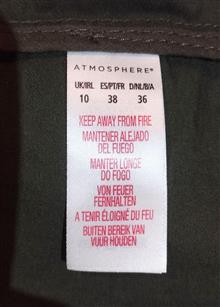 ATMOSPHERE®
UK/IRL ES/PT/FR D/NL/B/A
10 38 36
KEEP AWAY FROM FIRE
MANTENER ALEJADO
DEL FUEGO
MANTER LONGE
DO FOGO
VON FEUER
FERNHALTEN
A TENIR ÉLOIGNÉ DU FEU
BUITEN BEREIK VAN
VUUR HOUDEN